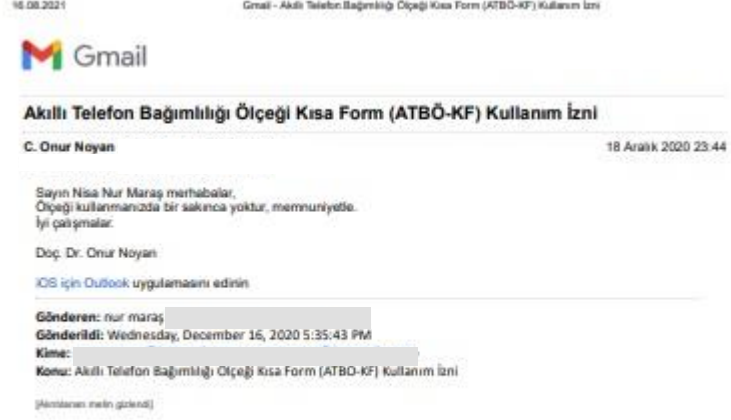 16.08.2021 Gmail - Akıllı Telefon Bağımlılığı Ölçeği Kısa Form (ATBÖ-KF) Kullanım İzni
Gmail
Akıllı Telefon Bağımlılığı Ölçeği Kısa Form (ATBÖ-KF) Kullanım İzni
C. Onur Noyan 18 Aralık 2020 23:44
Sayın Nisa Nur Maraş merhabalar,
Ölçeği kullanmanızda bir sakınca yoktur, memnuniyetle.
İyi çalışmalar.
Doç. Dr. Onur Noyan
iOS için Outlook uygulamasını edinin
Gönderen: nur maraş
Gönderildi: Wednesday, December 16, 2020 5:35:43 PM
Kime:
Konu: Akıllı Telefon Bağımlılığı Ölçeği Kısa Form (ATBÖ-KF) Kullanım İzni
[Alıntılanan metin gizlendi]